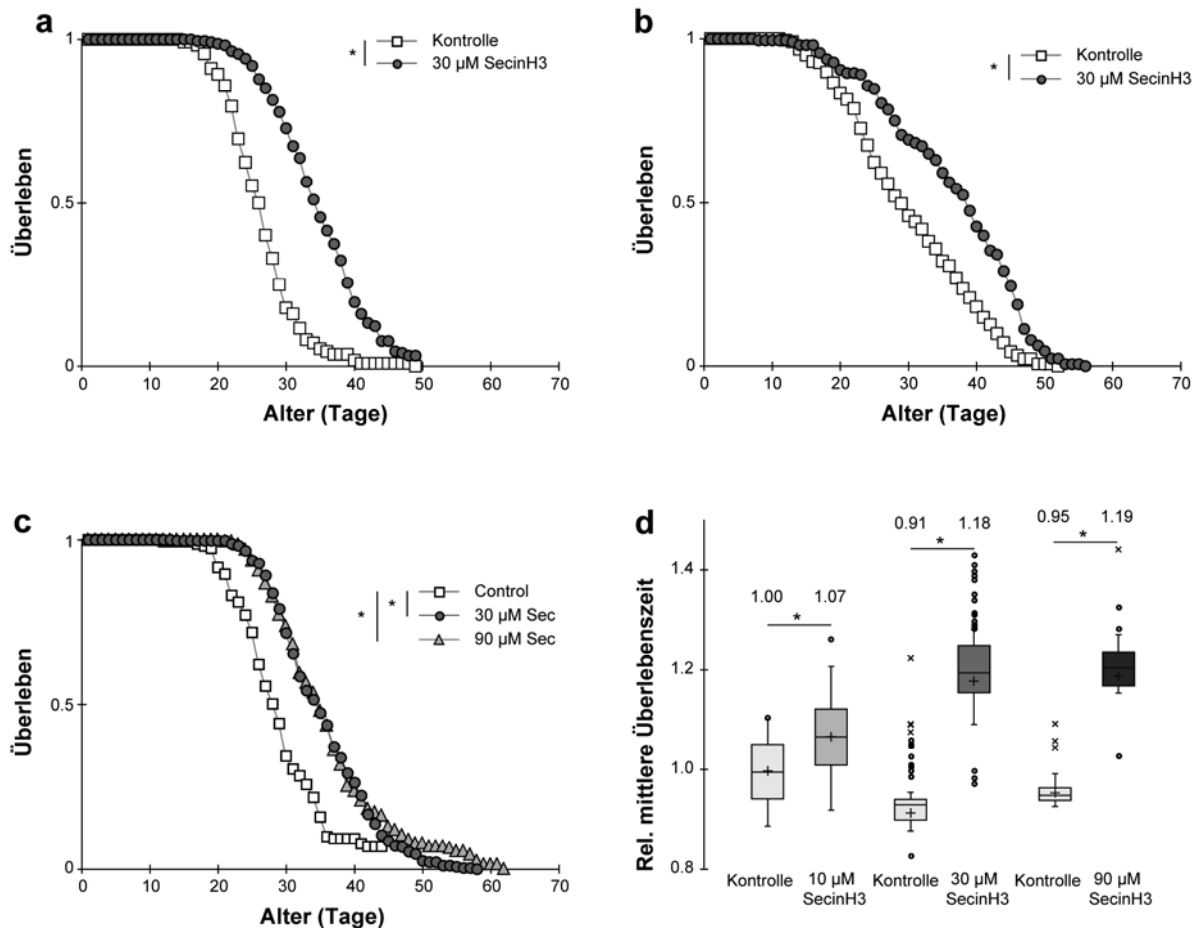 a
1
0.5
0
Überleben
* Kontrolle
30 µM SecinH3
0 10 20 30 40 50 60 70
Alter (Tage)
b
1
0.5
0
Überleben
* Kontrolle
30 µM SecinH3
0 10 20 30 40 50 60 70
Alter (Tage)
c
1
0.5
0
Überleben
* * Control
30 µM Sec
90 µM Sec
0 10 20 30 40 50 60 70
Alter (Tage)
d
Rel. mittlere Überlebenszeit
1.4
1.2
1.0
0.8
1.00 1.07
*
0.91 1.18
*
0.95 1.19
*
Kontrolle 10 µM Kontrolle 30 µM Kontrolle 90 µM
SecinH3 SecinH3 SecinH3